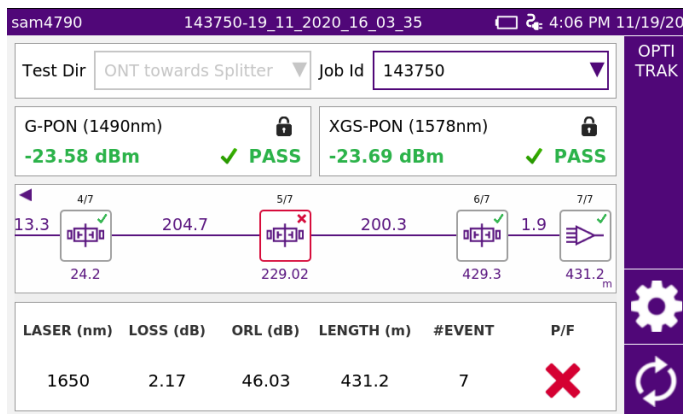 sam4790 143750-19_11_2020_16_03_35 4:06 PM 11/19/20
OPTI
TRAK
Test Dir ONT towards Splitter Job Id 143750
G-PON (1490nm) XGS-PON (1578nm)
-23.58 dBm PASS -23.69 dBm PASS
4/7 5/7 6/7 7/7
13.3 204.7 200.3 1.9
24.2 229.02 429.3 431.2 m
LASER (nm) LOSS (dB) ORL (dB) LENGTH (m) #EVENT P/F
1650 2.17 46.03 431.2 7